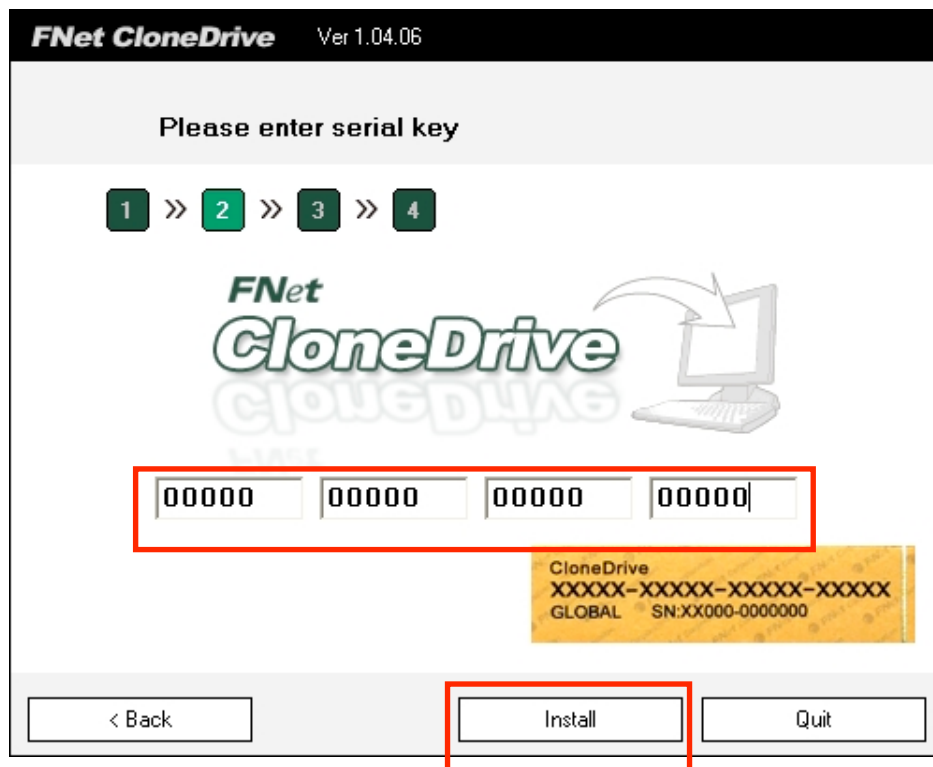 FNet CloneDrive Ver 1.04.06
Please enter serial key
1 » 2 » 3 » 4
FNet
CloneDrive
00000 00000 00000 00000
CloneDrive
XXXXX-XXXXX-XXXXX-XXXXX
GLOBAL SN:XX000-0000000
< Back Install Quit